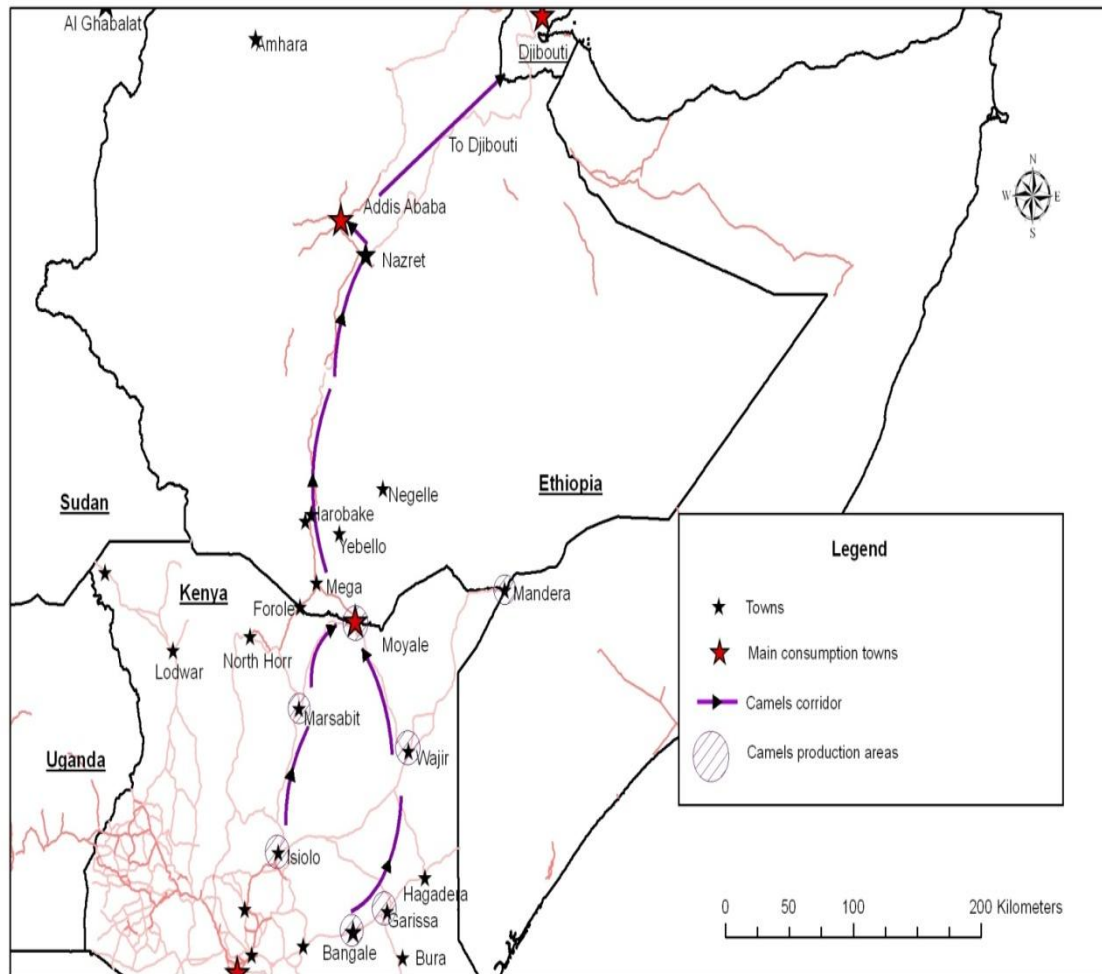 Al Ghabalat
Amhara
Djibouti
To Djibouti
Addis Ababa
Nazret
N
W E
S
Negelle
Ethiopia
Harobake
Yebello
Sudan
Mega
Mandera
Kenya
Forole
Moyale
North Horr
Lodwar
Marsabit
Wajir
Uganda
Isiolo
Hagadera
Garissa
Bangale
Bura
Legend
Towns
Main consumption towns
Camels corridor
Camels production areas
0 50 100 200 Kilometers